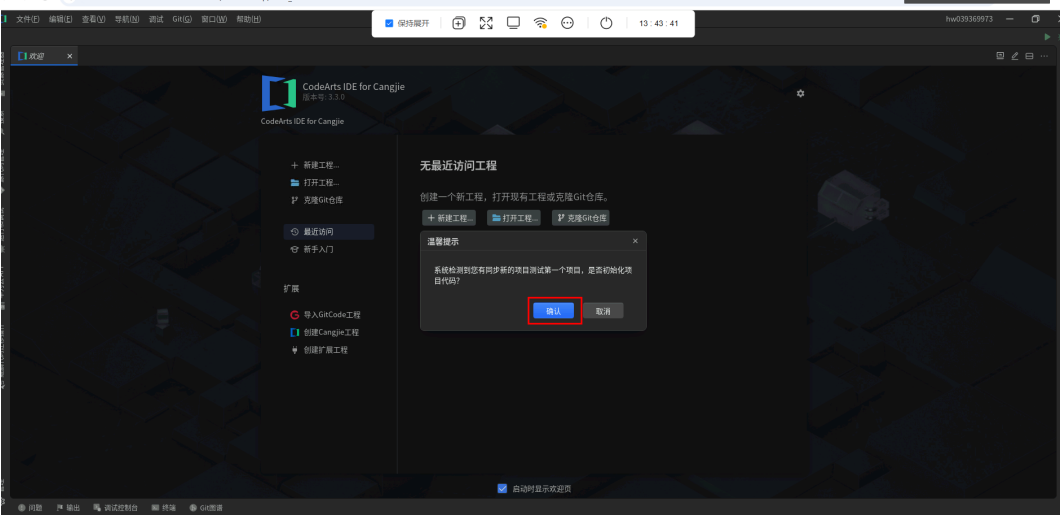 文件(F) 编辑(E) 查看(V) 导航(N) 调试 Git(G) 窗口(W) 帮助(H)
保持展开
13 : 43 : 41
hw039369973
欢迎
CodeArts IDE for Cangjie
版本号: 3.3.0
CodeArts IDE for Cangjie
新建工程...
打开工程...
克隆Git仓库
最近访问
新手入门
扩展
导入GitCode工程
创建Cangjie工程
创建扩展工程
无最近访问工程
创建一个新工程，打开现有工程或克隆Git仓库。
新建工程... 打开工程... 克隆Git仓库
温馨提示
系统检测到您有同步新的项目测试第一个项目，是否初始化项
目代码?
确认 取消
启动时显示欢迎页
问题 输出 调试控制台 终端 Git图谱